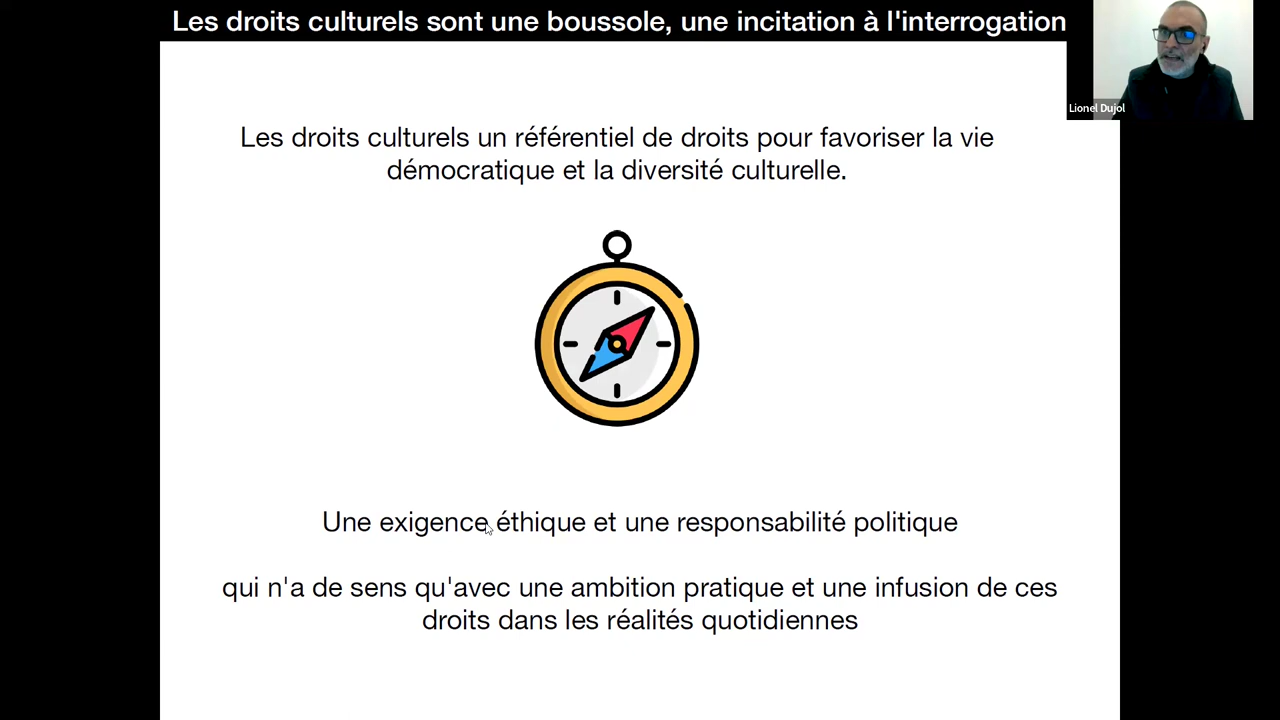 Les droits culturels sont une boussole, une incitation à l'interrogation
Lionel Dujol
Les droits culturels un référentiel de droits pour favoriser la vie
démocratique et la diversité culturelle.
Une exigence éthique et une responsabilité politique
qui n'a de sens qu'avec une ambition pratique et une infusion de ces
droits dans les réalités quotidiennes